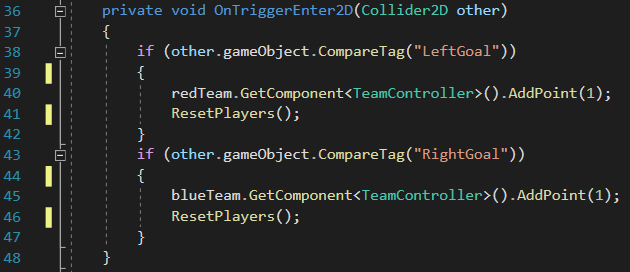 36 private void OnTriggerEnter2D(Collider2D other)
37 {
38 if (other.gameObject.CompareTag("LeftGoal"))
39 {
40 redTeam.GetComponent<TeamController>().AddPoint(1);
41 ResetPlayers();
42 }
43 if (other.gameObject.CompareTag("RightGoal"))
44 {
45 blueTeam.GetComponent<TeamController>().AddPoint(1);
46 ResetPlayers();
47 }
48 }